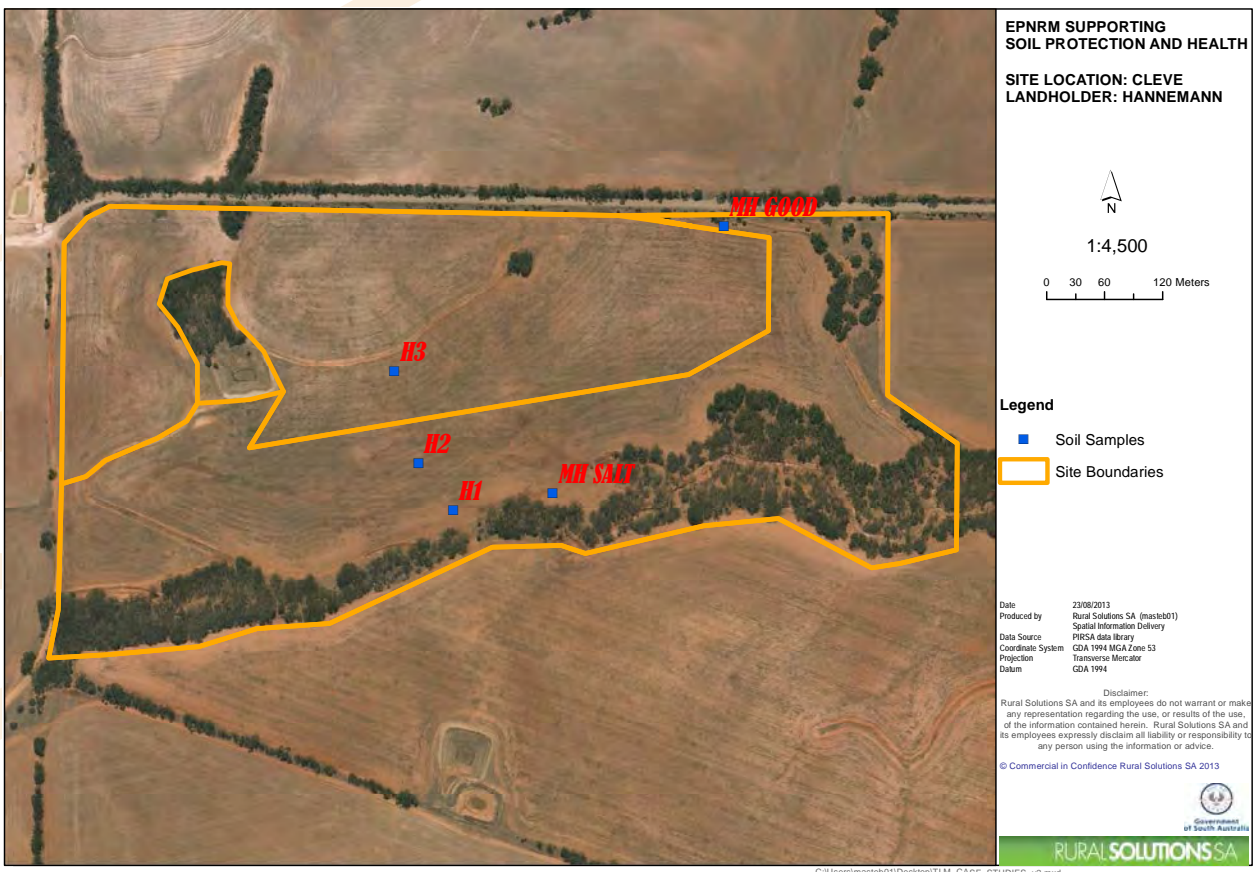 EPNRM SUPPORTING
SOIL PROTECTION AND HEALTH
SITE LOCATION: CLEVE
LANDHOLDER: HANNEMANN
N
1:4,500
0 30 60 120 Meters
MH GOOD
H3
H2
H1
MH SALT
Legend
Soil Samples
Site Boundaries
Date 23/08/2013
Produced by Rural Solutions SA (masteb01)
Spatial Information Delivery
Data Source PIRSA data library
Coordinate System GDA 1994 MGA Zone 53
Projection Transverse Mercator
Datum GDA 1994
Disclaimer:
Rural Solutions SA and its employees do not warrant or make
any representation regarding the use, or results of the use,
of the information contained herein. Rural Solutions SA and
its employees expressly disclaim all liability or responsibility to
any person using the information or advice.
© Commercial in Confidence Rural Solutions SA 2013
Government
of South Australia
RURAL SOLUTIONS SA